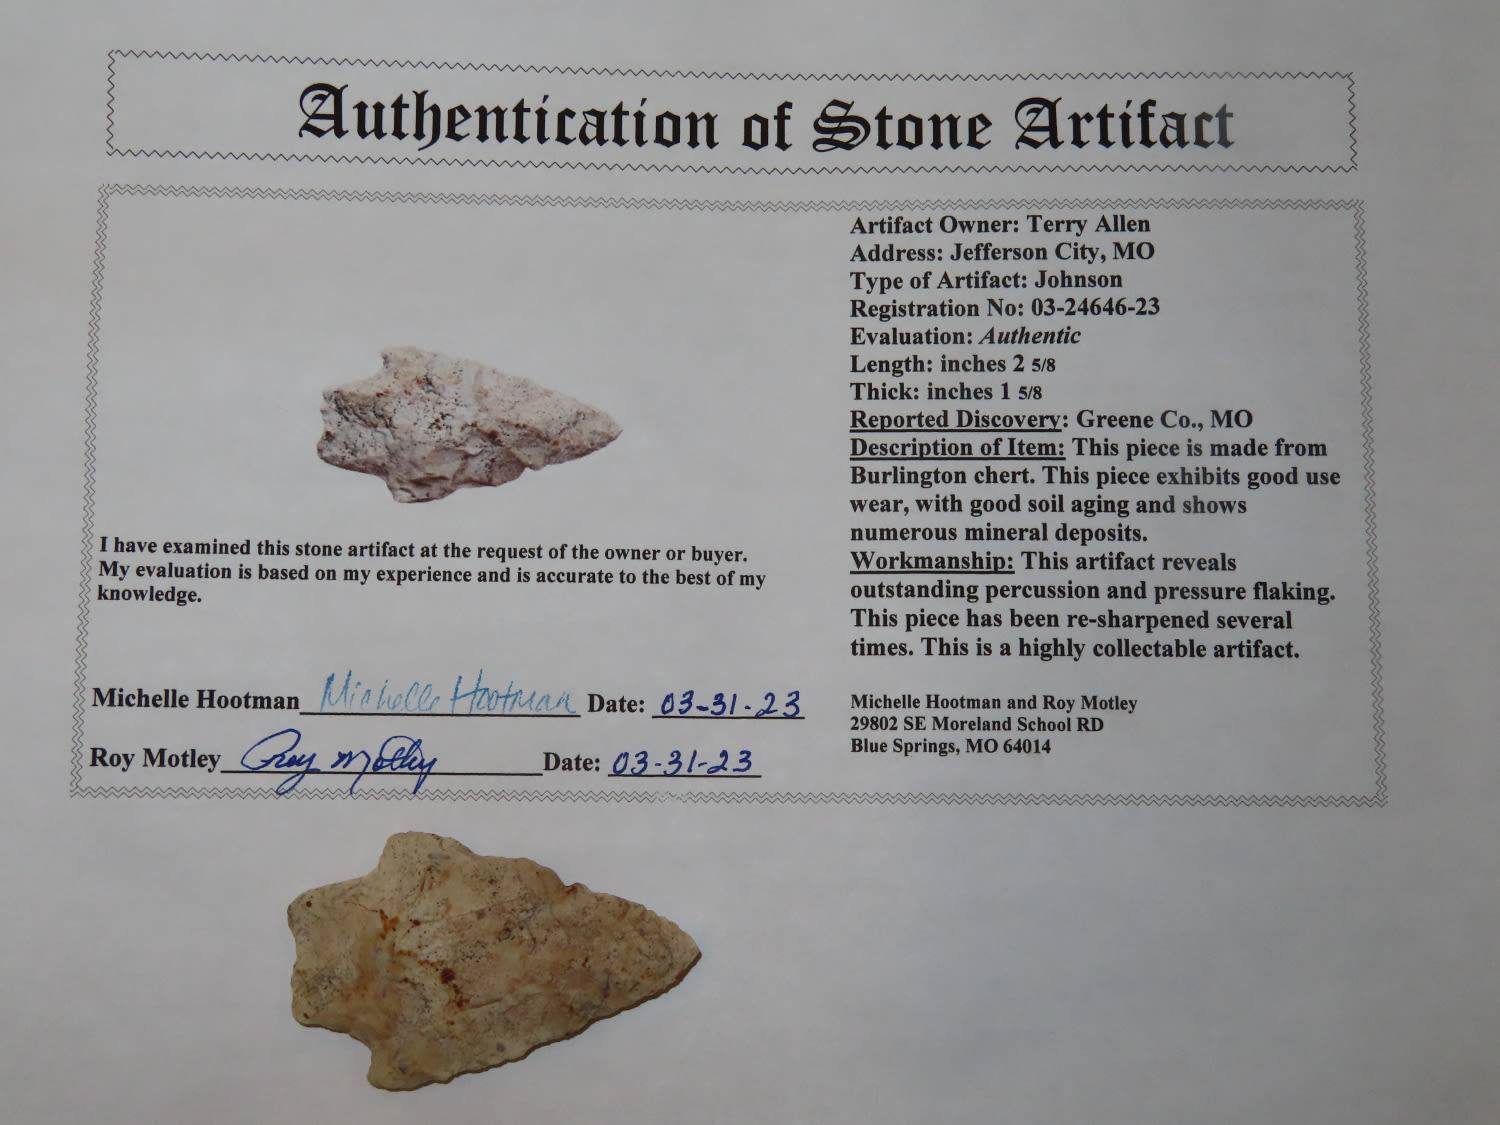 Authentication of Stone Artifact
Artifact Owner: Terry Allen
Address: Jefferson City, MO
Type of Artifact: Johnson
Registration No: 03-24646-23
Evaluation: Authentic
Length: inches 2 5/8
Thick: inches 1 5/8
Reported Discovery: Greene Co., MO
Description of Item: This piece is made from
Burlington chert. This piece exhibits good use
wear, with good soil aging and shows
numerous mineral deposits.
Workmanship: This artifact reveals
outstanding percussion and pressure flaking.
This piece has been re-sharpened several
times. This is a highly collectable artifact.
I have examined this stone artifact at the request of the owner or buyer.
My evaluation is based on my experience and is accurate to the best of my
knowledge.
Michelle Hootman Michelle Hootman Date: 03-31-23
Roy Motley Roy Motley Date: 03-31-23
Michelle Hootman and Roy Motley
29802 SE Moreland School RD
Blue Springs, MO 64014